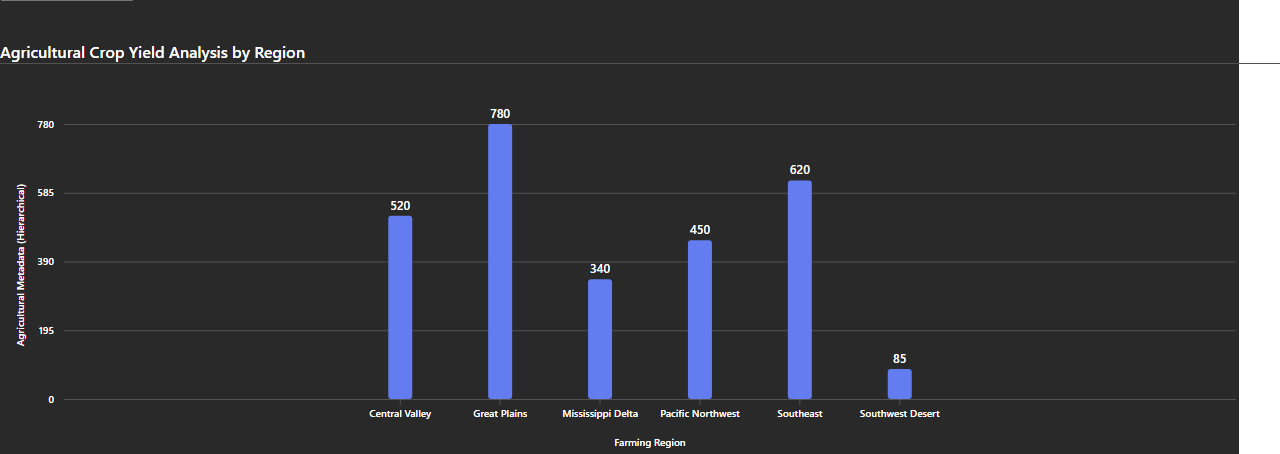 Agricultural Crop Yield Analysis by Region
780
585
390
195
0
Agricultural Metadata (Hierarchical)
520
780
340
450
620
85
Central Valley
Great Plains
Mississippi Delta
Pacific Northwest
Southeast
Southwest Desert
Farming Region